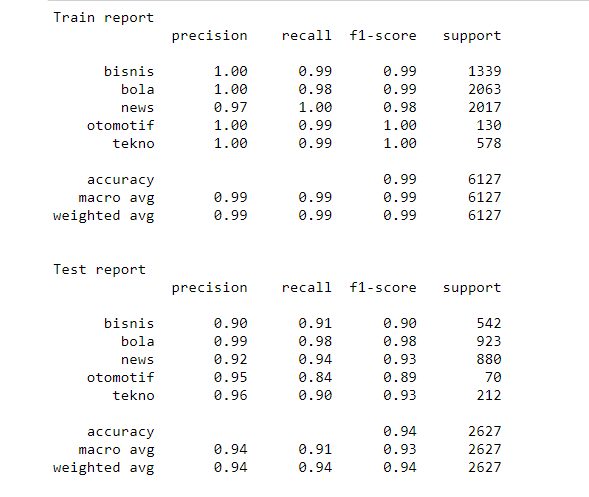 Train report
precision recall f1-score support
bisnis 1.00 0.99 0.99 1339
bola 1.00 0.98 0.99 2063
news 0.97 1.00 0.98 2017
otomotif 1.00 0.99 1.00 130
tekno 1.00 0.99 1.00 578
accuracy 0.99 6127
macro avg 0.99 0.99 0.99 6127
weighted avg 0.99 0.99 0.99 6127
Test report
precision recall f1-score support
bisnis 0.90 0.91 0.90 542
bola 0.99 0.98 0.98 923
news 0.92 0.94 0.93 880
otomotif 0.95 0.84 0.89 70
tekno 0.96 0.90 0.93 212
accuracy 0.94 2627
macro avg 0.94 0.91 0.93 2627
weighted avg 0.94 0.94 0.94 2627